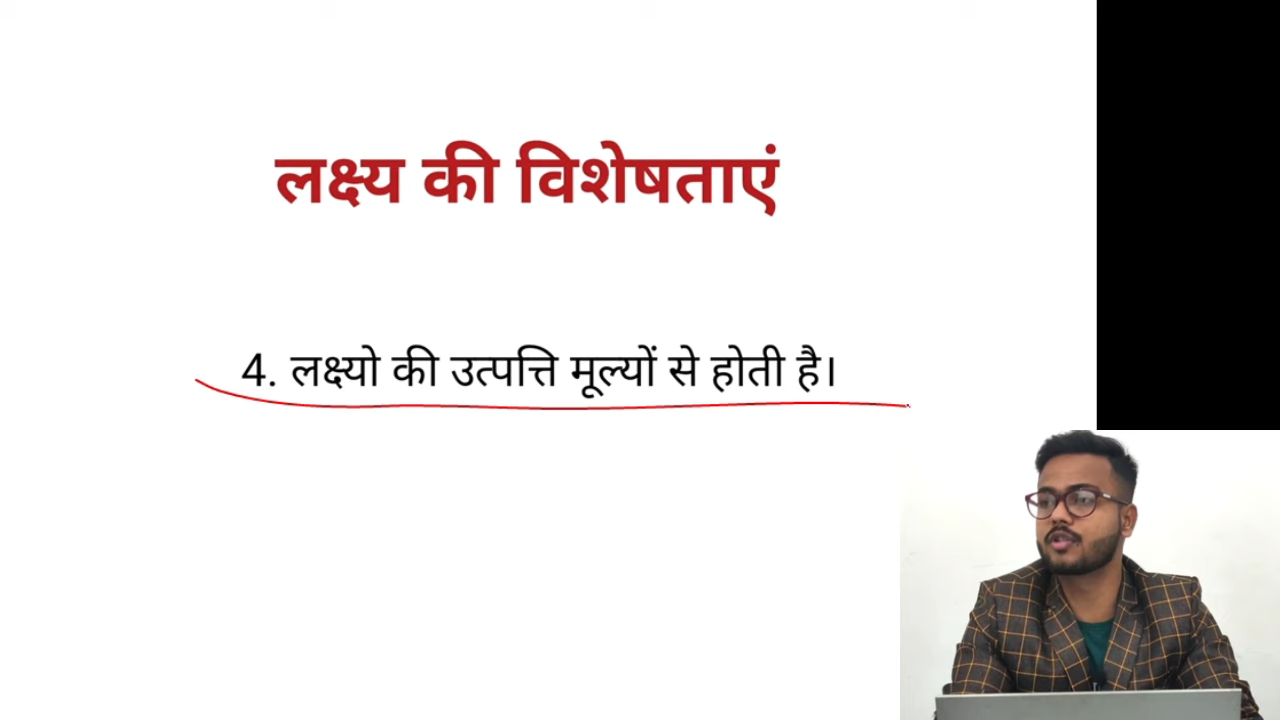 लक्ष्य की विशेषताएं
4. लक्ष्यो की उत्पत्ति मूल्यों से होती है।